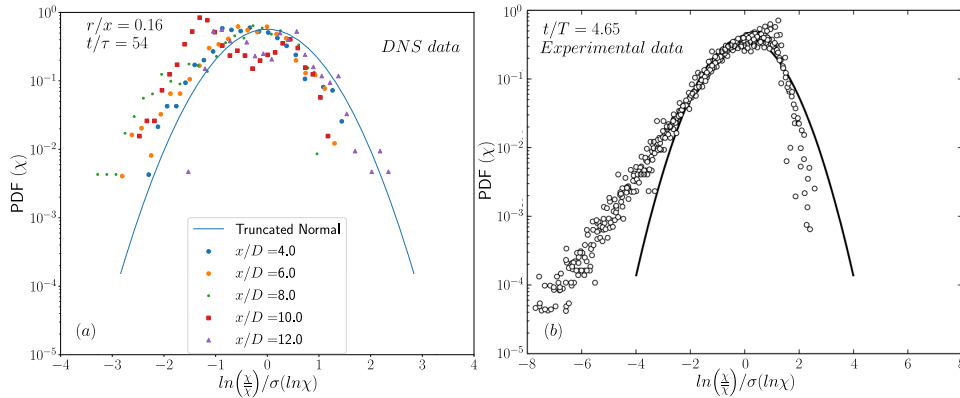 r/x = 0.16
t/τ = 54
DNS data
10^0
10^-1
10^-2
10^-3
10^-4
10^-5
PDF (χ)
Truncated Normal
x/D =4.0
x/D =6.0
x/D =8.0
x/D =10.0
x/D =12.0
(a)
−4 −3 −2 −1 0 1 2 3 4
ln(χ/χ̅)/σ(lnχ)
t/T = 4.65
Experimental data
10^0
10^-1
10^-2
10^-3
10^-4
10^-5
PDF (χ)
(b)
−8 −6 −4 −2 0 2 4 6 8
ln(χ/χ̅)/σ(lnχ)